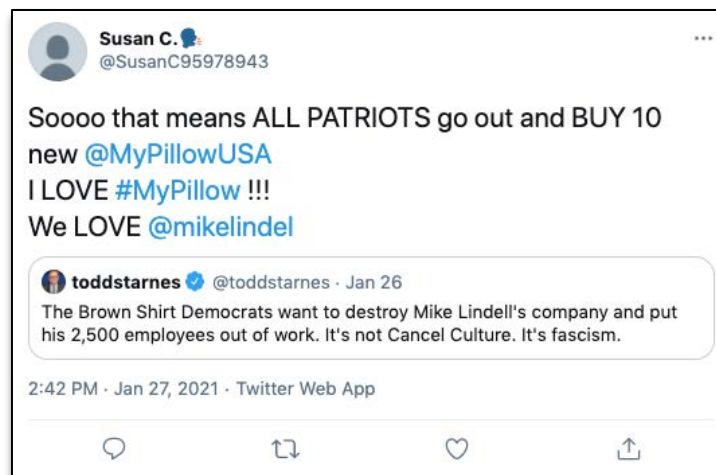 Susan C.
@SusanC95978943
Soooo that means ALL PATRIOTS go out and BUY 10
new @MyPillowUSA
I LOVE #MyPillow !!!
We LOVE @mikelindel
toddstarnes @toddstarnes · Jan 26
The Brown Shirt Democrats want to destroy Mike Lindell's company and put
his 2,500 employees out of work. It's not Cancel Culture. It's fascism.
2:42 PM · Jan 27, 2021 · Twitter Web App